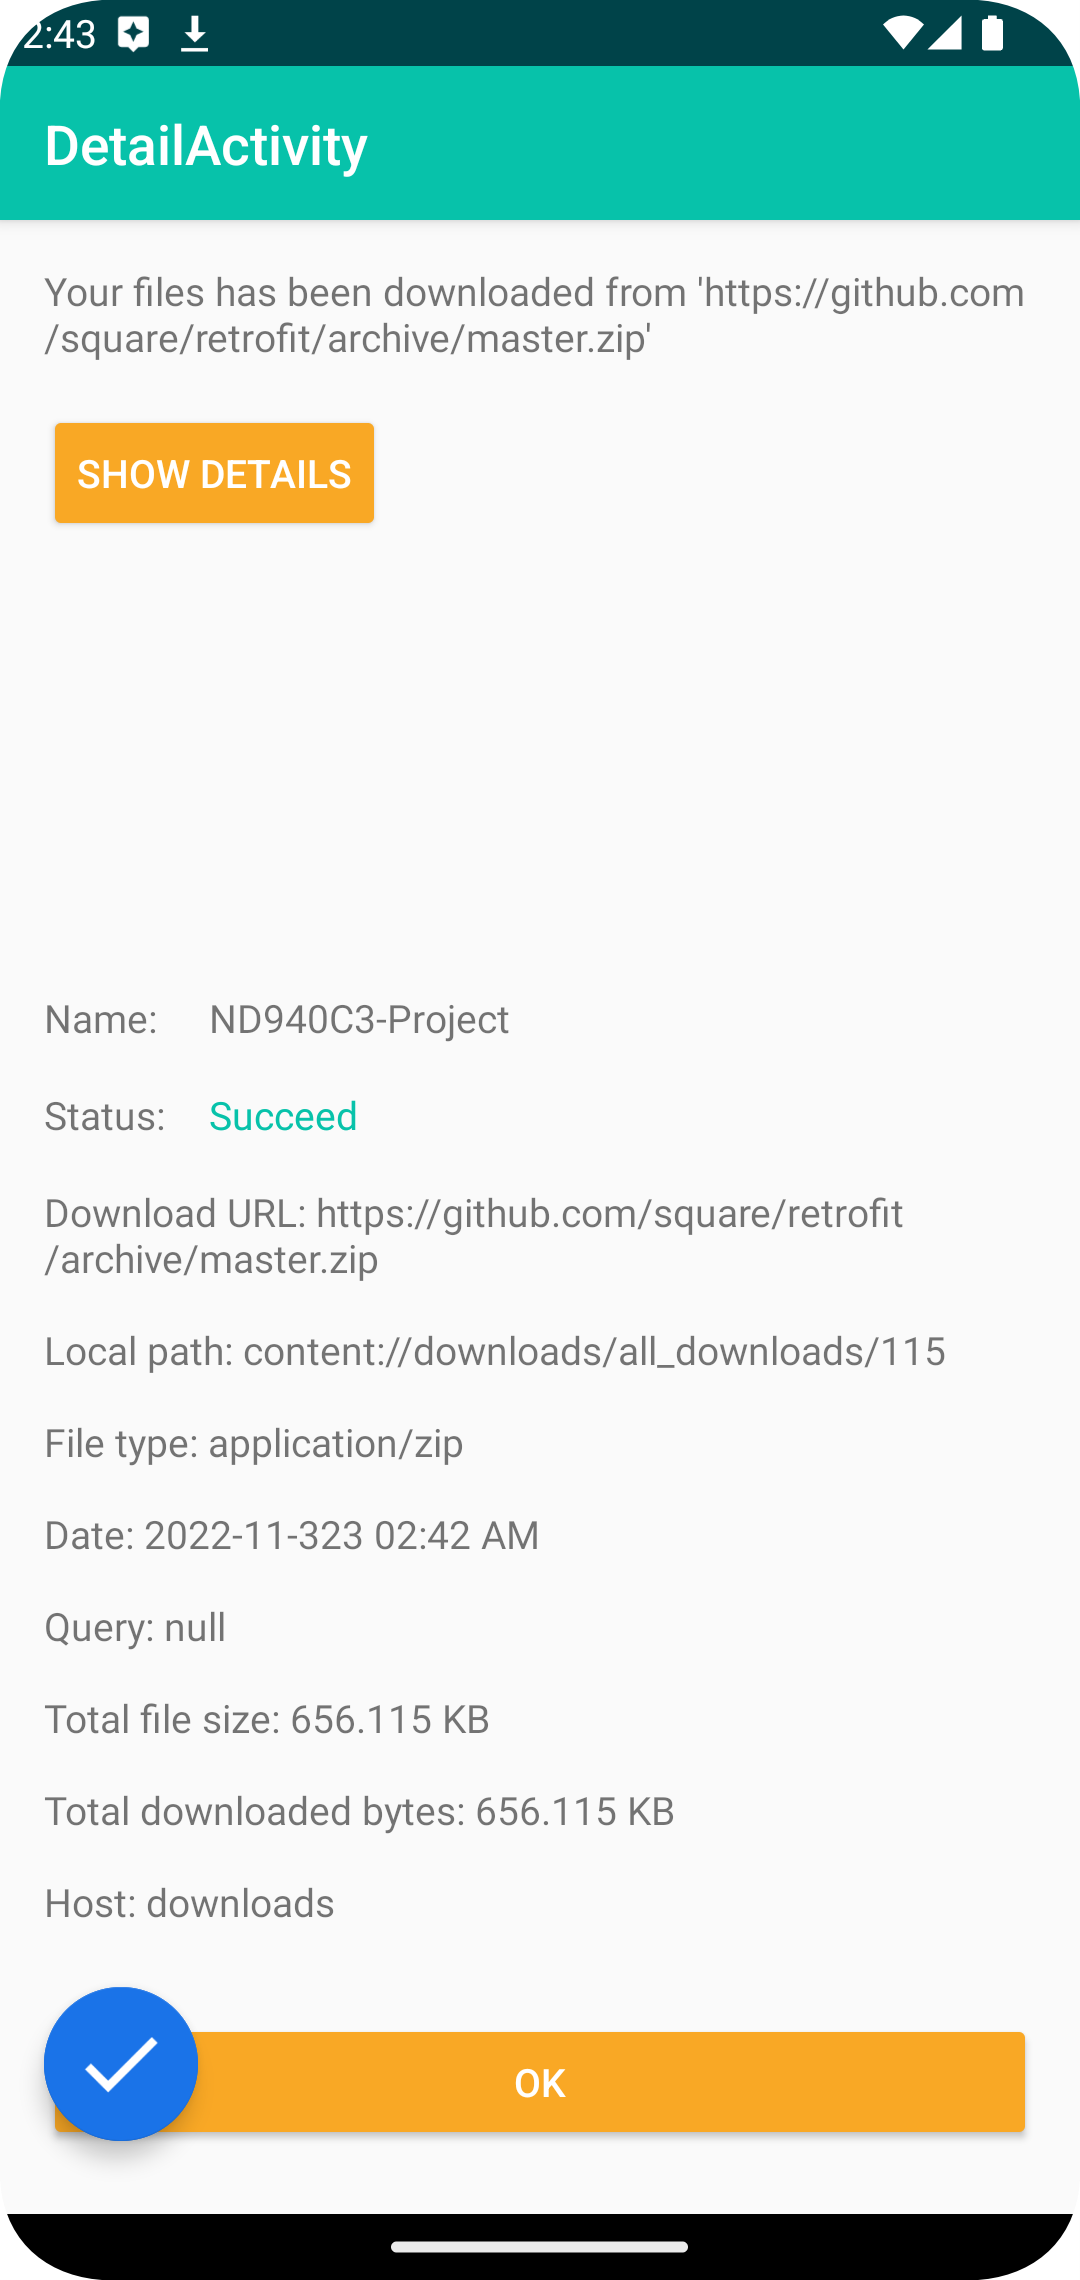 2:43
DetailActivity
Your files has been downloaded from 'https://github.com
/square/retrofit/archive/master.zip'
SHOW DETAILS
Name: ND940C3-Project
Status: Succeed
Download URL: https://github.com/square/retrofit
/archive/master.zip
Local path: content://downloads/all_downloads/115
File type: application/zip
Date: 2022-11-323 02:42 AM
Query: null
Total file size: 656.115 KB
Total downloaded bytes: 656.115 KB
Host: downloads
OK